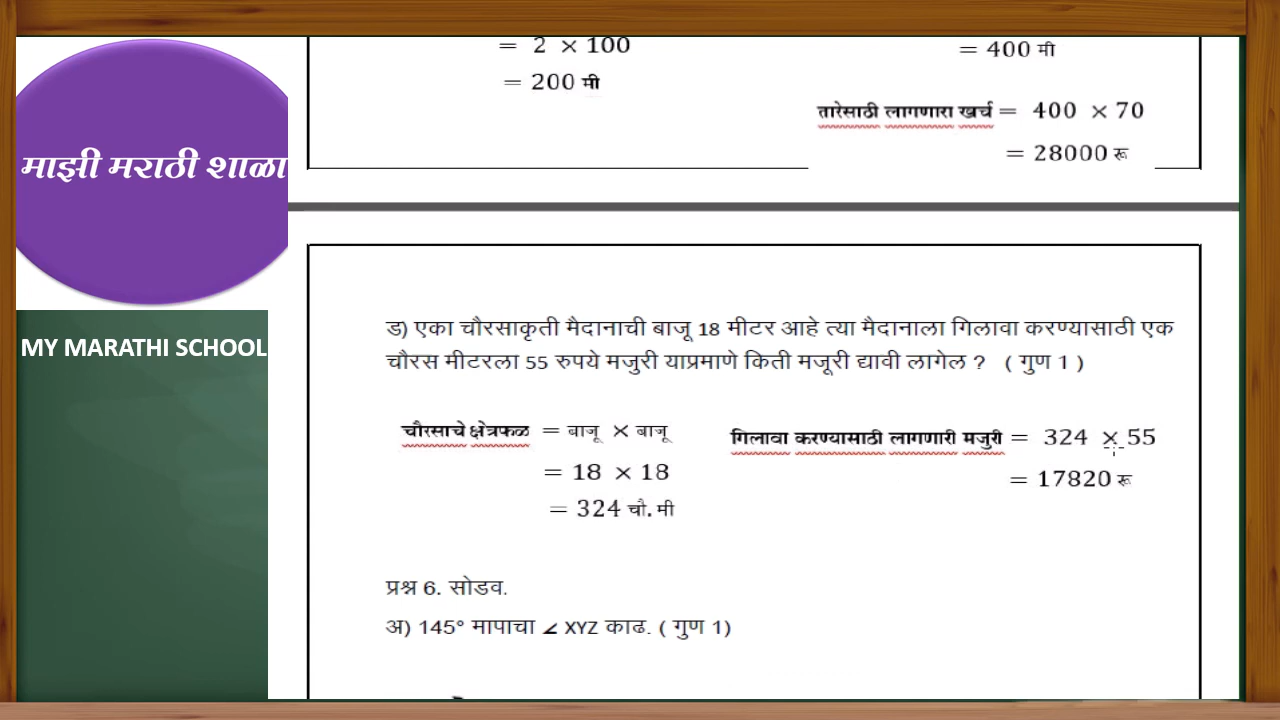 माझी मराठी शाळा
MY MARATHI SCHOOL
= 2 × 100
= 200 मी
= 400 मी
तारेसाठी लागणारा खर्च = 400 × 70
= 28000 रू
ड) एका चौरसाकृती मैदानाची बाजू 18 मीटर आहे त्या मैदानाला गिलावा करण्यासाठी एक
चौरस मीटरला 55 रुपये मजुरी याप्रमाणे किती मजूरी द्यावी लागेल ? ( गुण 1 )
चौरसाचे क्षेत्रफळ = बाजू × बाजू
= 18 × 18
= 324 चौ. मी
गिलावा करण्यासाठी लागणारी मजुरी = 324 × 55
= 17820 रू
प्रश्न 6. सोडव.
अ) 145° मापाचा ∠ XYZ काढ. ( गुण 1)